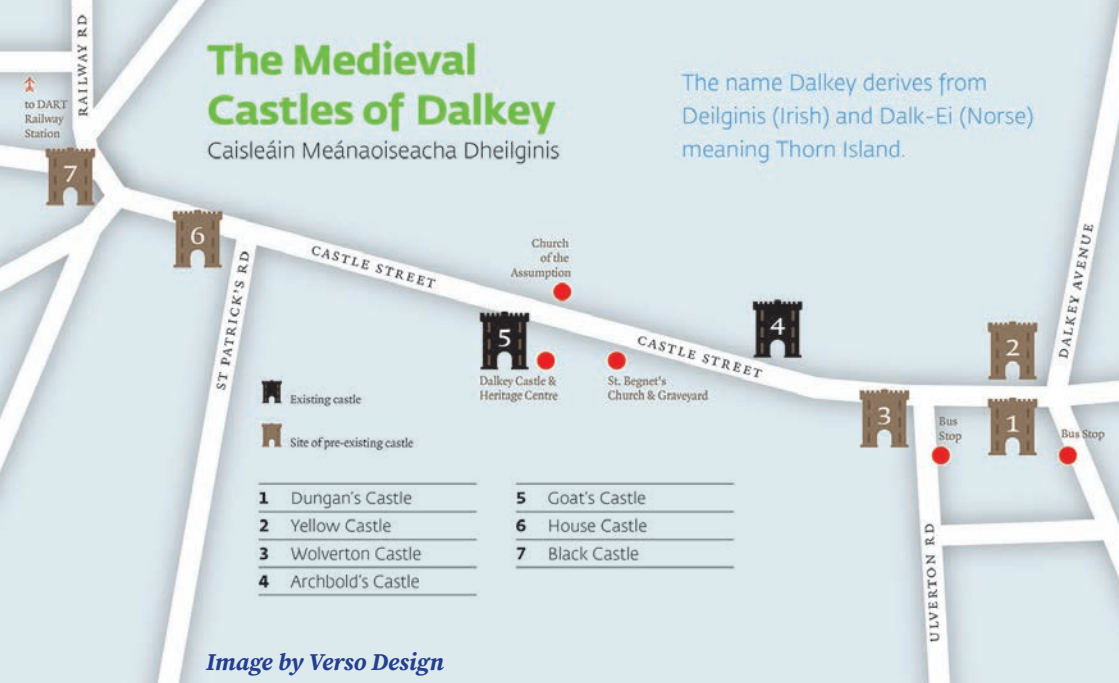 The Medieval
Castles of Dalkey
Caisleáin Meánaoiseacha Dheilginis
The name Dalkey derives from
Deilginis (Irish) and Dalk-Ei (Norse)
meaning Thorn Island.
RAILWAY RD
to DART
Railway
Station
7
6
ST PATRICK'S RD
CASTLE STREET
Church
of the
Assumption
5
Dalkey Castle &
Heritage Centre
St. Begnet's
Church & Graveyard
CASTLE STREET
4
DALKEY AVENUE
2
3
1
Bus
Stop
Bus Stop
ULVERTON RD
Existing castle
Site of pre-existing castle
1 Dungan's Castle
2 Yellow Castle
3 Wolverton Castle
4 Archbold's Castle
5 Goat's Castle
6 House Castle
7 Black Castle
Image by Verso Design